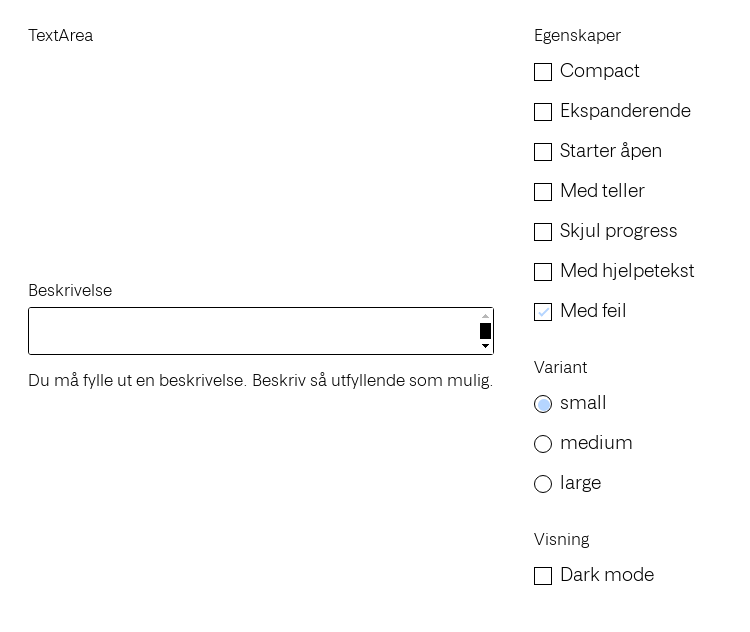 TextArea
Beskrivelse
Du må fylle ut en beskrivelse. Beskriv så utfyllende som mulig.
Egenskaper
Compact
Ekspanderende
Starter åpen
Med teller
Skjul progress
Med hjelpetekst
Med feil
Variant
small
medium
large
Visning
Dark mode